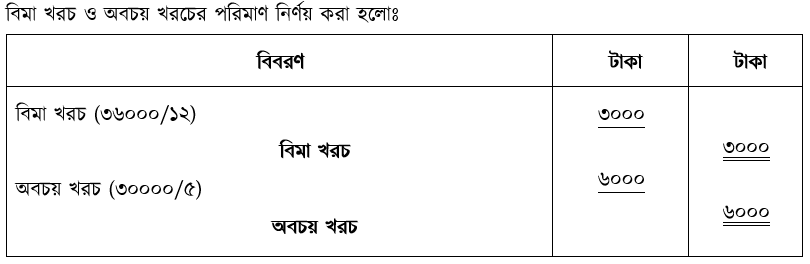 বিমা খরচ ও অবচয় খরচের পরিমাণ নির্ণয় করা হলোঃ
বিবরণ টাকা টাকা
বিমা খরচ (৩৬০০০/১২) ৩০০০
বিমা খরচ ৩০০০
অবচয় খরচ (৩০০০০/৫) ৬০০০
অবচয় খরচ ৬০০০